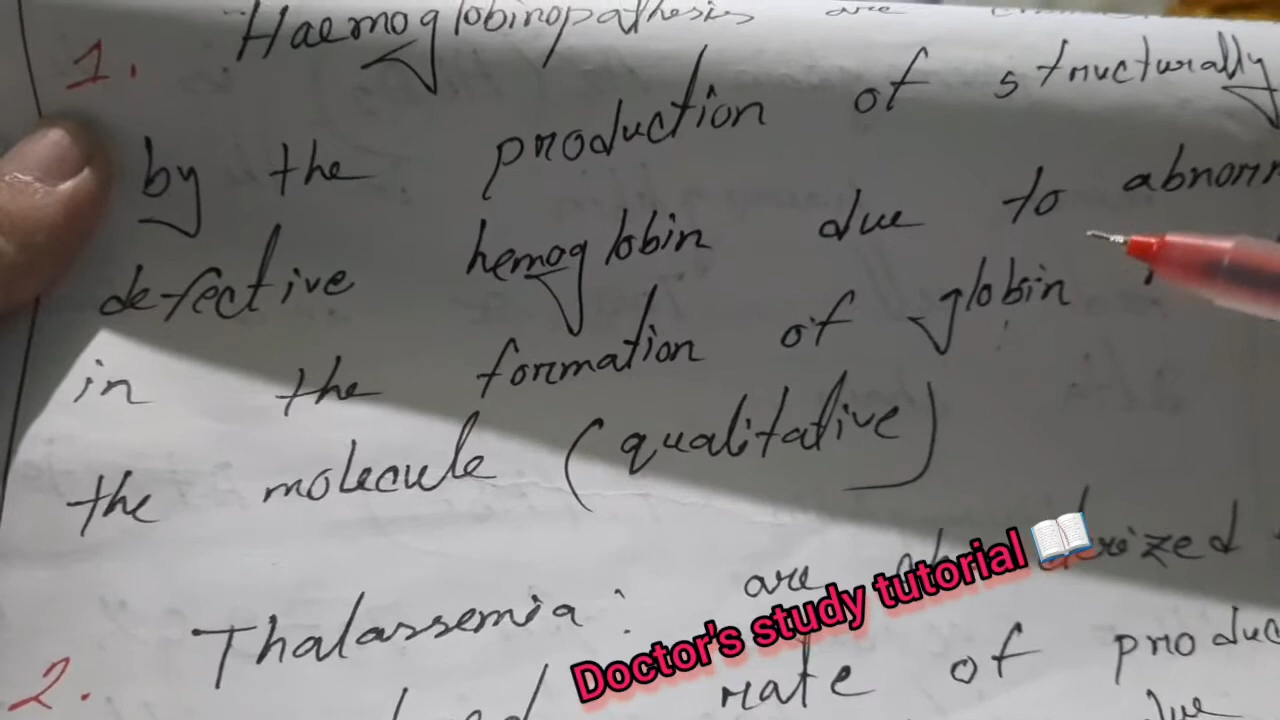 1. Haemoglobinopathesis are
by the production of structurally
defective hemoglobin due to abnorm
in the formation of globin
the molecule (qualitative)
2. Thalassemia: are
rate of produc
due
Doctor's study tutorial 📖